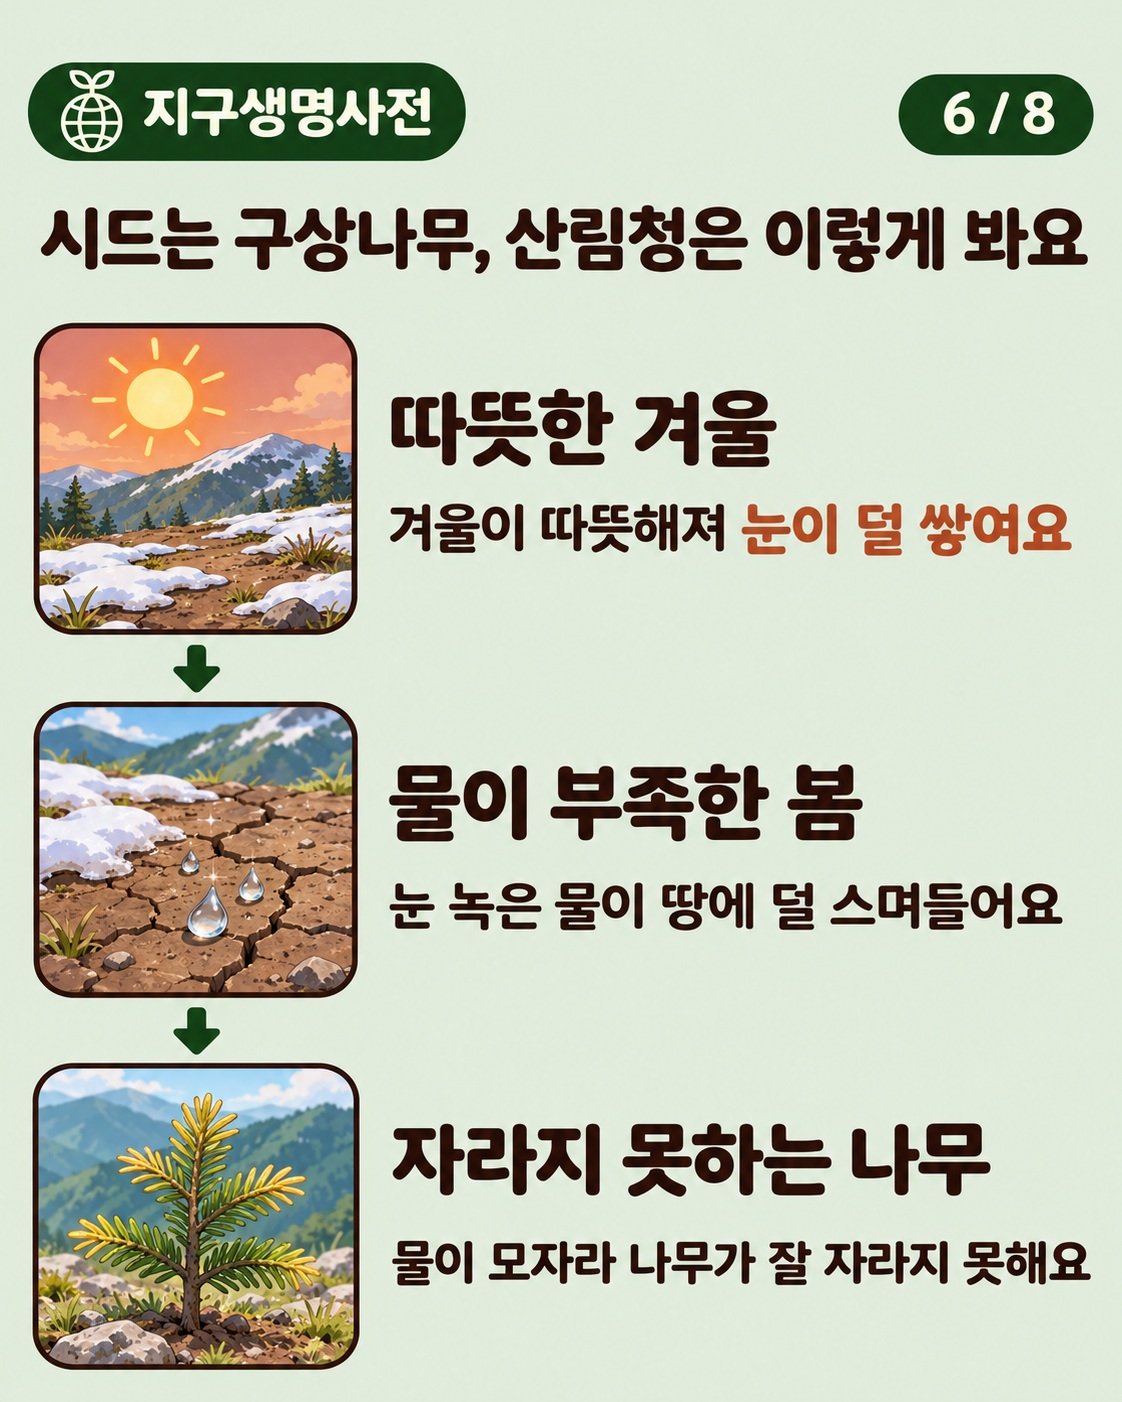 지구생명사전
6 / 8
시드는 구상나무, 산림청은 이렇게 봐요
따뜻한 겨울
겨울이 따뜻해져 눈이 덜 쌓여요
물이 부족한 봄
눈 녹은 물이 땅에 덜 스며들어요
자라지 못하는 나무
물이 모자라 나무가 잘 자라지 못해요